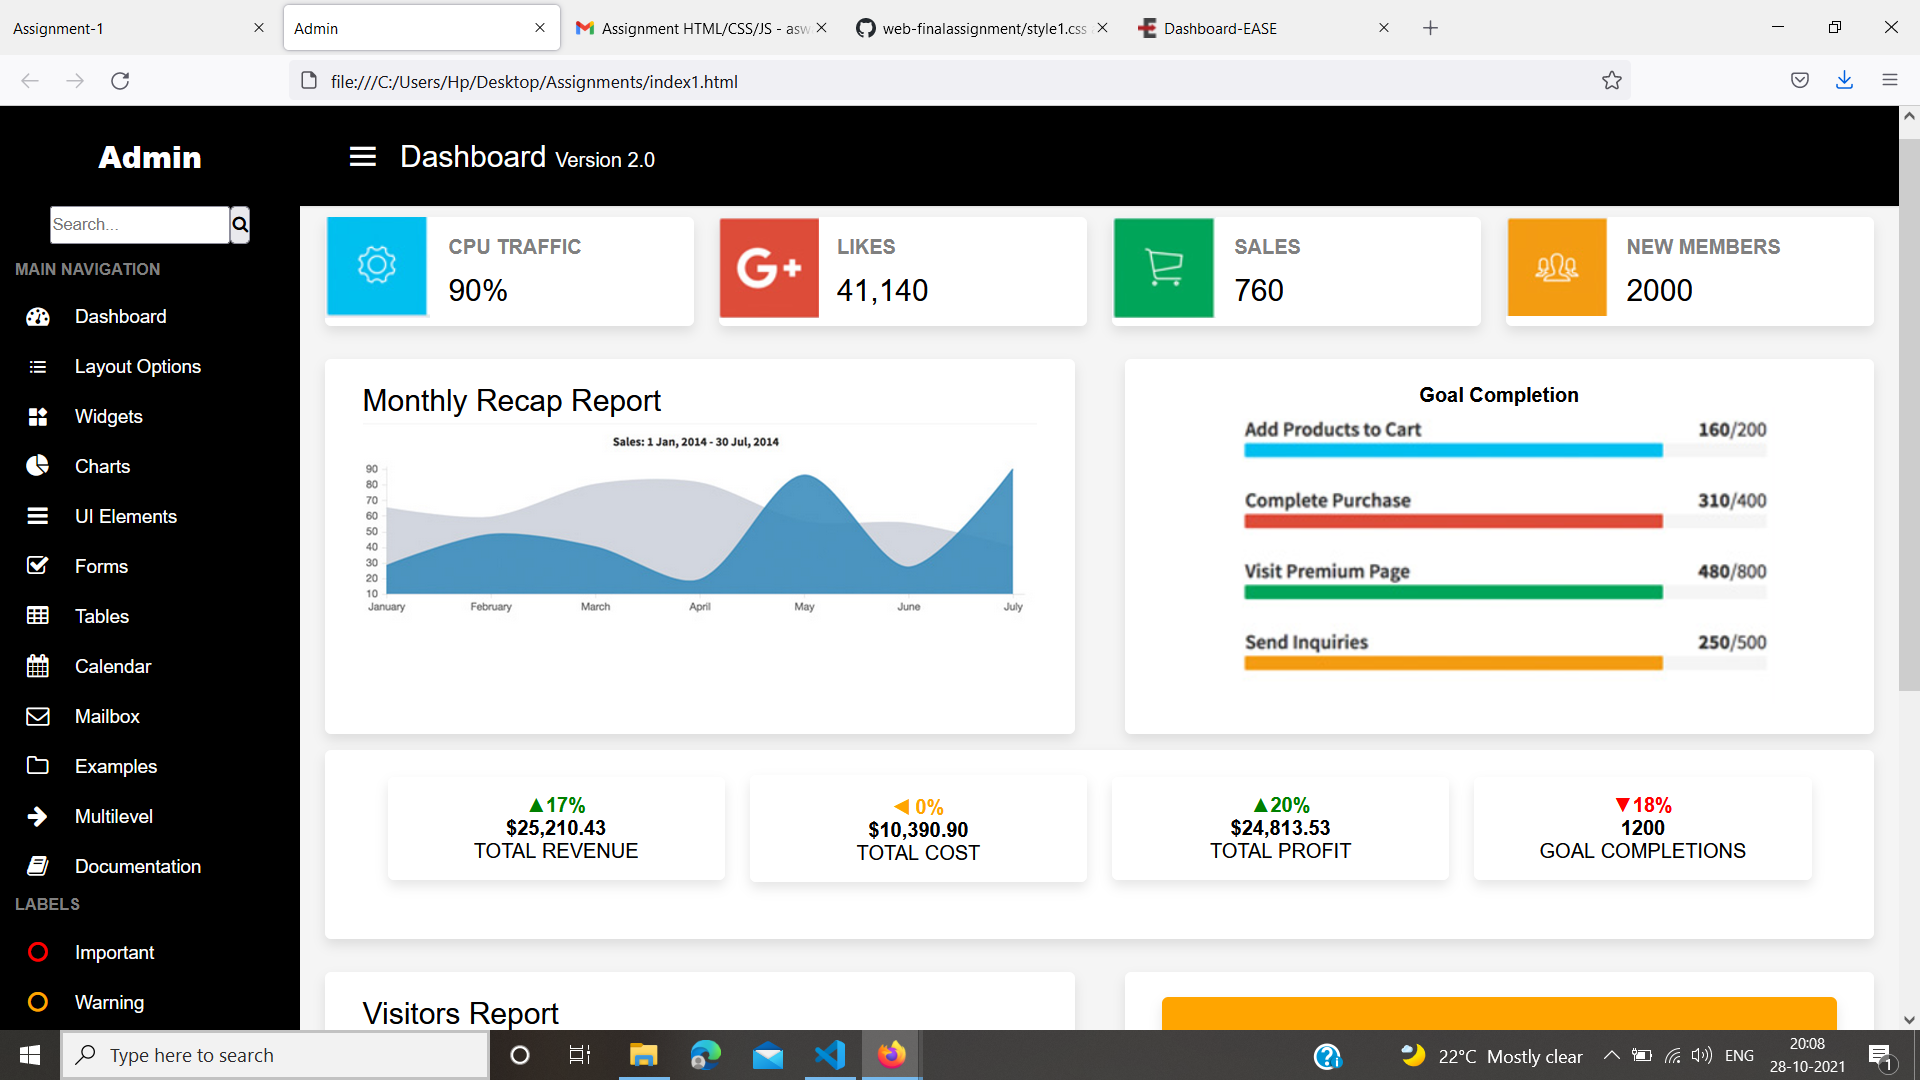 Assignment-1
Admin
Assignment HTML/CSS/JS - asw
web-finalassignment/style1.css
Dashboard-EASE
file:///C:/Users/Hp/Desktop/Assignments/index1.html
Admin
Dashboard Version 2.0
Search...
MAIN NAVIGATION
Dashboard
Layout Options
Widgets
Charts
UI Elements
Forms
Tables
Calendar
Mailbox
Examples
Multilevel
Documentation
LABELS
Important
Warning
CPU TRAFFIC
90%
G+
LIKES
41,140
SALES
760
NEW MEMBERS
2000
Monthly Recap Report
Sales: 1 Jan, 2014 - 30 Jul, 2014
90
80
70
60
50
40
30
20
10
January February March April May June July
Goal Completion
Add Products to Cart 160/200
Complete Purchase 310/400
Visit Premium Page 480/800
Send Inquiries 250/500
▲17%
$25,210.43
TOTAL REVENUE
◀ 0%
$10,390.90
TOTAL COST
▲20%
$24,813.53
TOTAL PROFIT
▼18%
1200
GOAL COMPLETIONS
Visitors Report
Type here to search
22°C Mostly clear
ENG
20:08
28-10-2021
1